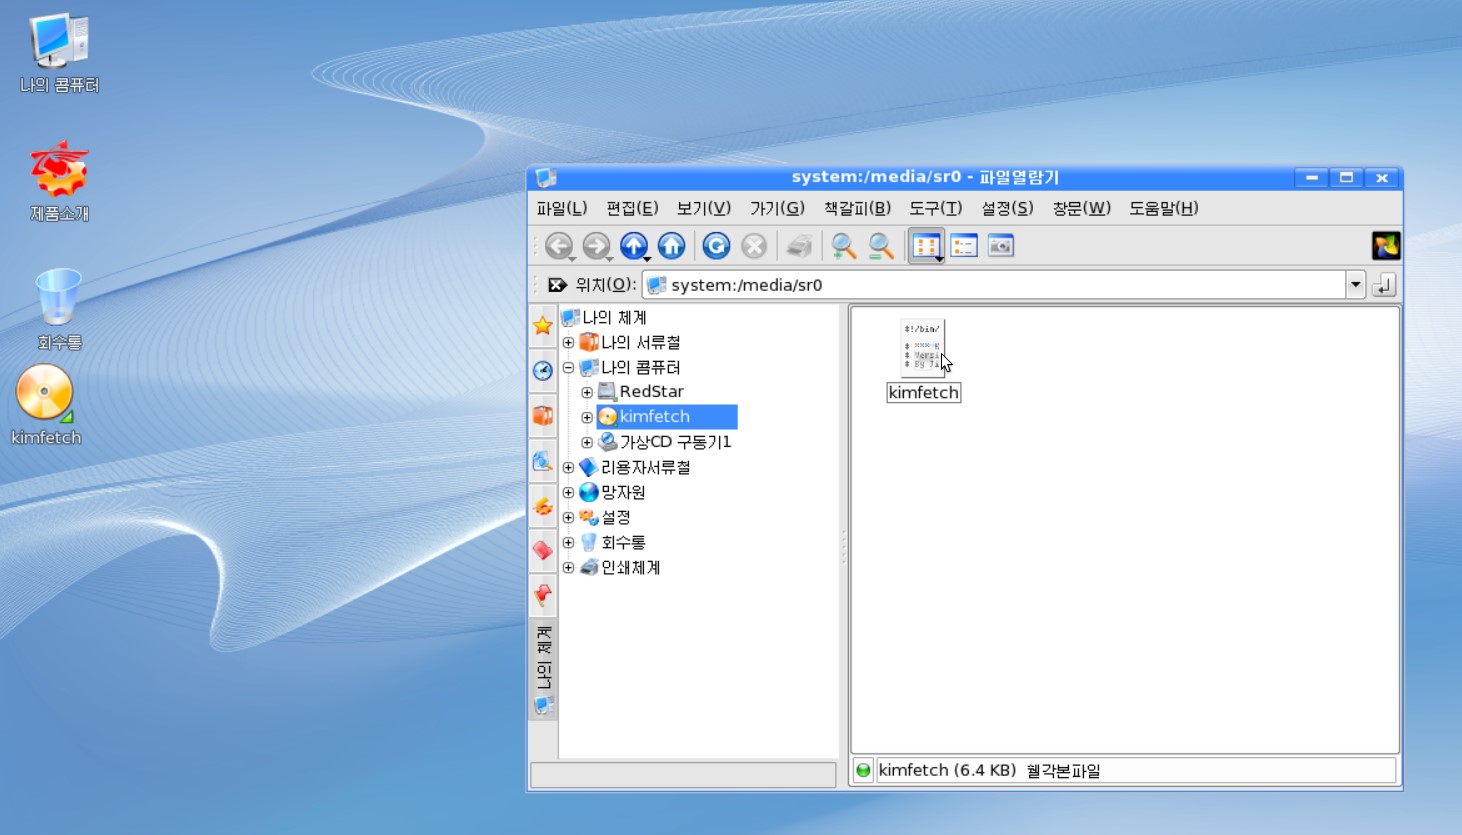 나의 콤퓨터
제품소개
회수통
kimfetch
system:/media/sr0 - 파일열람기
파일(L) 편집(E) 보기(V) 가기(G) 책갈피(B) 도구(T) 설정(S) 창문(W) 도움말(H)
위치(O): system:/media/sr0
나의 체계
나의 서류철
나의 콤퓨터
RedStar
kimfetch
가상CD 구동기1
리용자서류철
망자원
설정
회수통
인쇄체계
나의 체계
#!/bin/
kimfetch
kimfetch (6.4 KB) 쉘각본파일